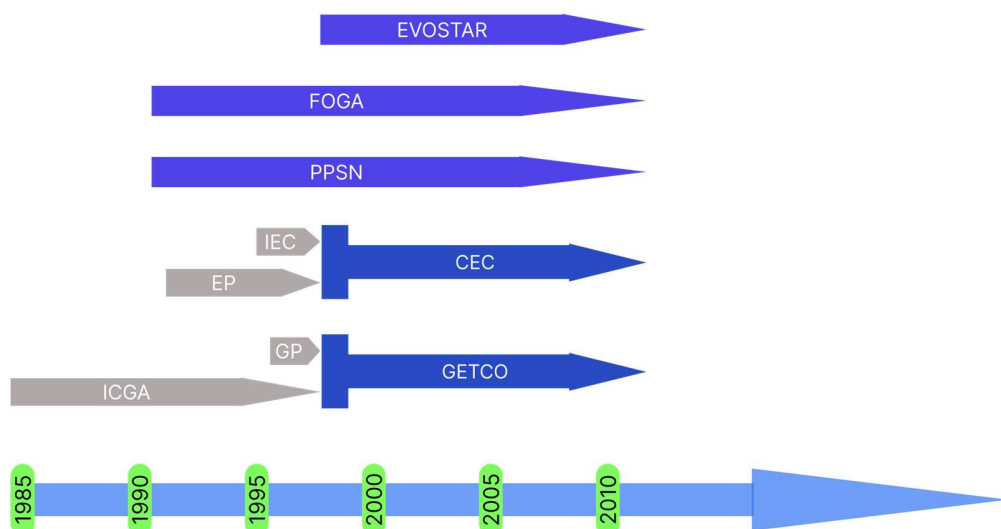 EVOSTAR
FOGA
PPSN
IEC
CEC
EP
GP
GETCO
ICGA
1985
1990
1995
2000
2005
2010